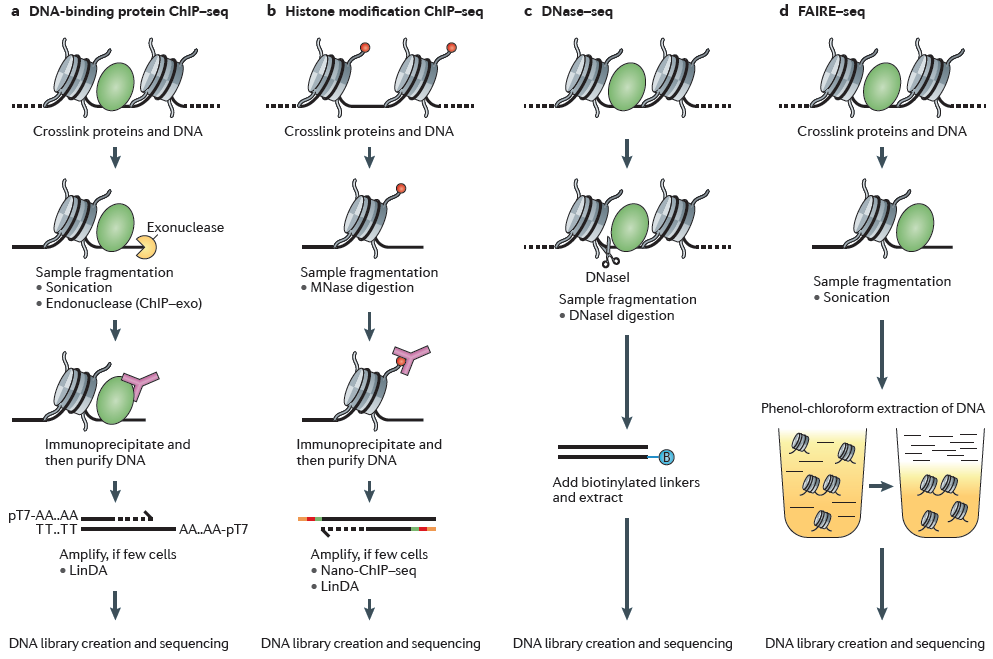 a DNA-binding protein ChIP–seq
Crosslink proteins and DNA
Exonuclease
Sample fragmentation
• Sonication
• Endonuclease (ChIP–exo)
Immunoprecipitate and
then purify DNA
pT7-AA..AA
TT..TT
AA..AA-pT7
Amplify, if few cells
• LinDA
DNA library creation and sequencing
b Histone modification ChIP–seq
Crosslink proteins and DNA
Sample fragmentation
• MNase digestion
Immunoprecipitate and
then purify DNA
Amplify, if few cells
• Nano-ChIP–seq
• LinDA
DNA library creation and sequencing
c DNase–seq
DNaseI
Sample fragmentation
• DNaseI digestion
B
Add biotinylated linkers
and extract
DNA library creation and sequencing
d FAIRE–seq
Crosslink proteins and DNA
Sample fragmentation
• Sonication
Phenol-chloroform extraction of DNA
DNA library creation and sequencing